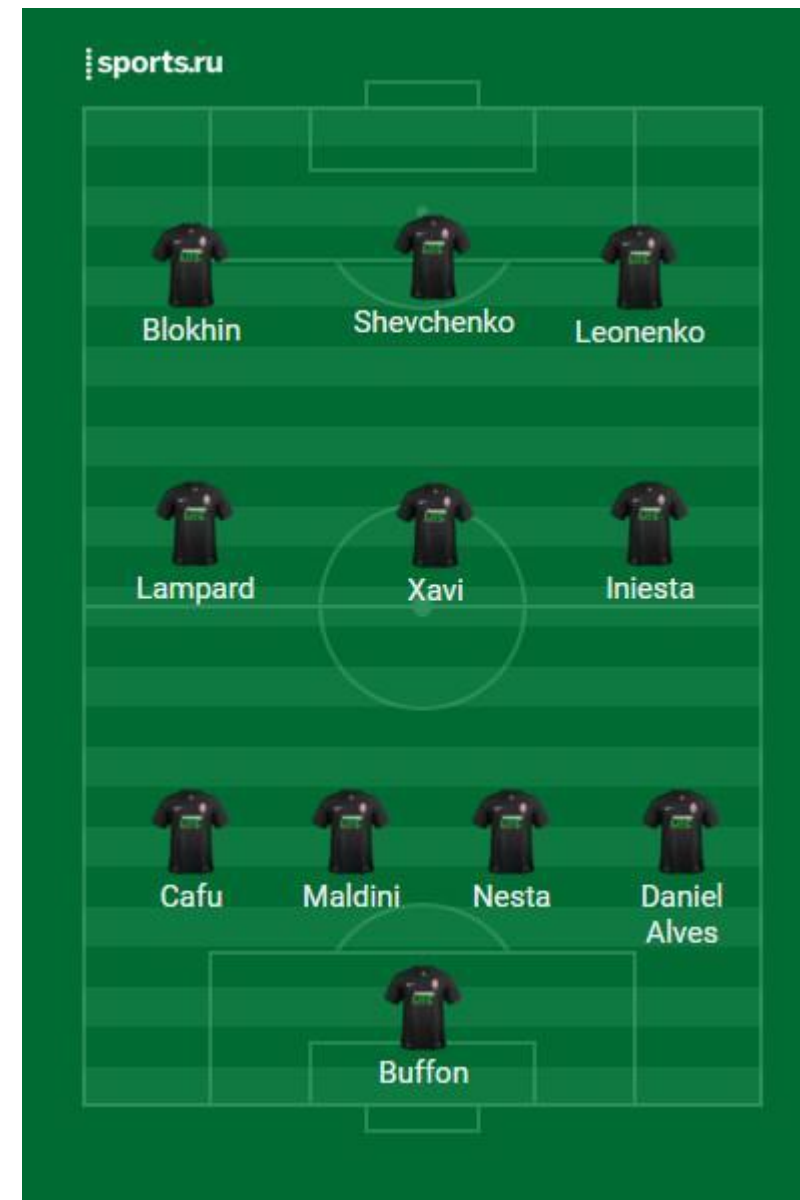 sports.ru
Blokhin
Shevchenko
Leonenko
Lampard
Xavi
Iniesta
Cafu
Maldini
Nesta
Daniel
Alves
Buffon